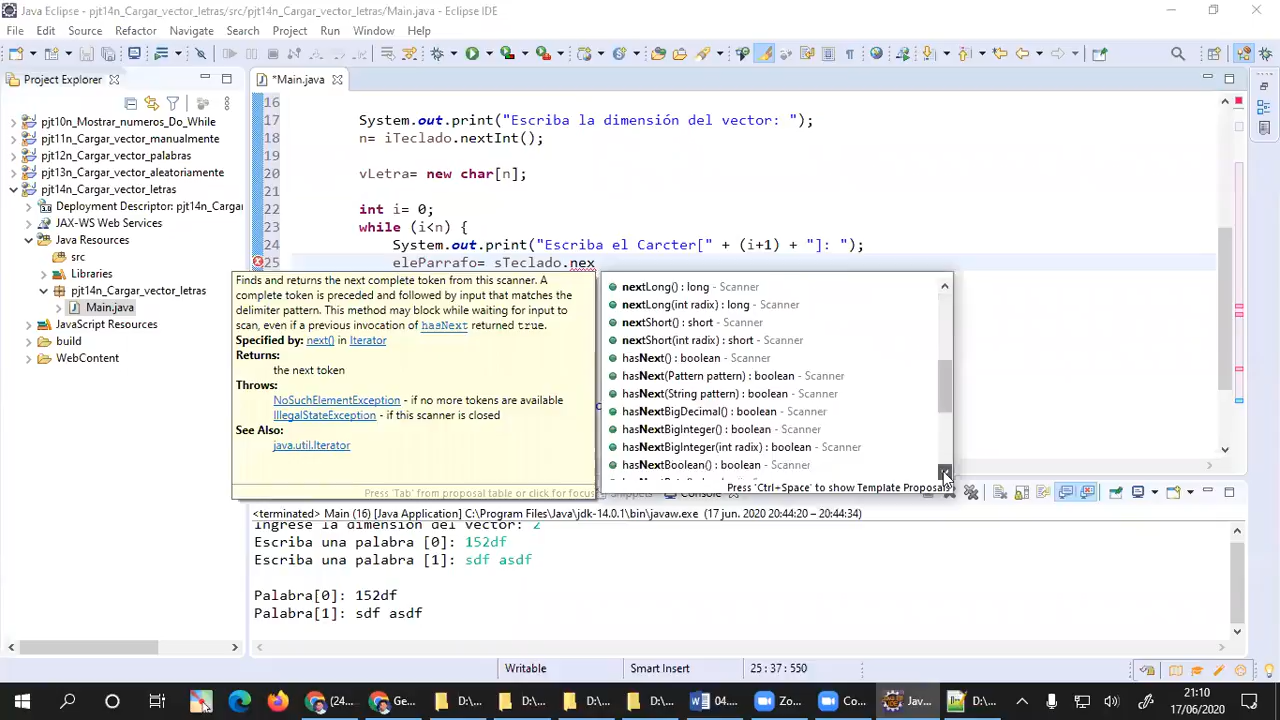 Java Eclipse - pjt14n_Cargar_vector_letras/src/pjt14n_Cargar_vector_letras/Main.java - Eclipse IDE
File Edit Source Refactor Navigate Search Project Run Window Help
Project Explorer
pjt10n_Mostrar_numeros_Do_While
pjt11n_Cargar_vector_manualmente
pjt12n_Cargar_vector_palabras
pjt13n_Cargar_vector_aleatoriamente
pjt14n_Cargar_vector_letras
Deployment Descriptor: pjt14n_Cargar
JAX-WS Web Services
Java Resources
src
Libraries
pjt14n_Cargar_vector_letras
Main.java
JavaScript Resources
build
WebContent
*Main.java
16
17 System.out.print("Escriba la dimensión del vector: ");
18 n= iTeclado.nextInt();
19
20 vLetra= new char[n];
21
22 int i= 0;
23 while (i<n) {
24 System.out.print("Escriba el Carcter[" + (i+1) + "]: ");
25 eleParrafo= sTeclado.nex
Finds and returns the next complete token from this scanner. A
complete token is preceded and followed by input that matches the
delimiter pattern. This method may block while waiting for input to
scan, even if a previous invocation of hasNext returned true.
Specified by: next() in Iterator
Returns:
the next token
Throws:
NoSuchElementException - if no more tokens are available
IllegalStateException - if this scanner is closed
See Also:
java.util.Iterator
Press 'Tab' from proposal table or click for focus
nextLong() : long - Scanner
nextLong(int radix) : long - Scanner
nextShort() : short - Scanner
nextShort(int radix) : short - Scanner
hasNext() : boolean - Scanner
hasNext(Pattern pattern) : boolean - Scanner
hasNext(String pattern) : boolean - Scanner
hasNextBigDecimal() : boolean - Scanner
hasNextBigInteger() : boolean - Scanner
hasNextBigInteger(int radix) : boolean - Scanner
hasNextBoolean() : boolean - Scanner
Press 'Ctrl+Space' to show Template Proposals
<terminated> Main (16) [Java Application] C:\Program Files\Java\jdk-14.0.1\bin\javaw.exe (17 jun. 2020 20:44:20 – 20:44:34)
Ingrese la dimensión del vector: 2
Escriba una palabra [0]: 152df
Escriba una palabra [1]: sdf asdf
Palabra[0]: 152df
Palabra[1]: sdf asdf
Writable Smart Insert 25 : 37 : 550
(24... Ge... D:\... D:\... D:\... D:\... 04.... Zo... Co... Jav... D:\...
21:10
17/06/2020